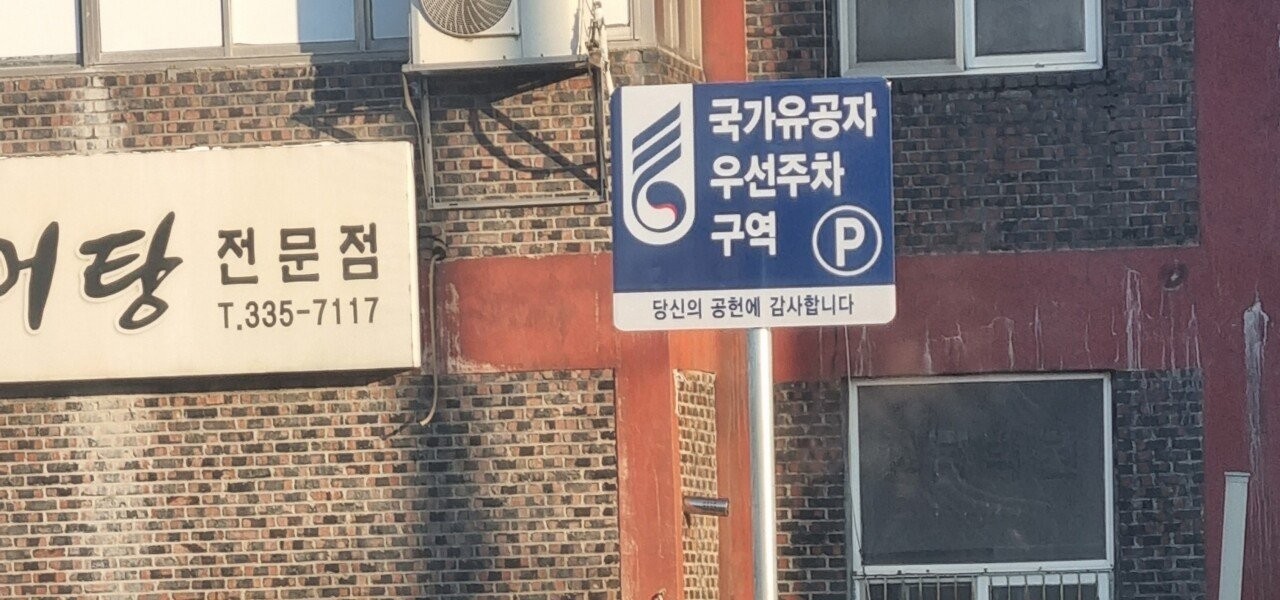 어탕 전문점
T.335-7117
국가유공자
우선주차
구역 P
당신의 공헌에 감사합니다